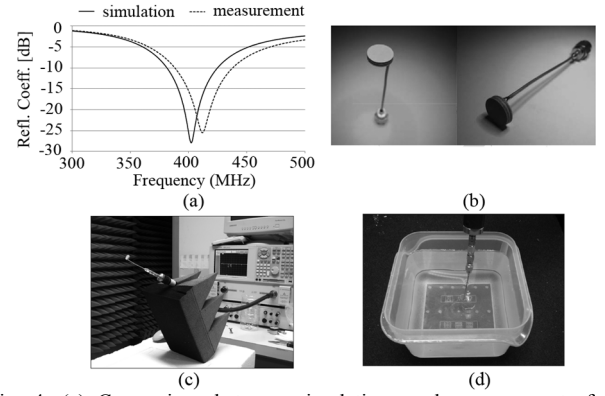 simulation measurement
0
-5
-10
-15
-20
-25
-30
Refl. Coeff. [dB]
300 350 400 450 500
Frequency (MHz)
(a)
(b)
(c)
(d)